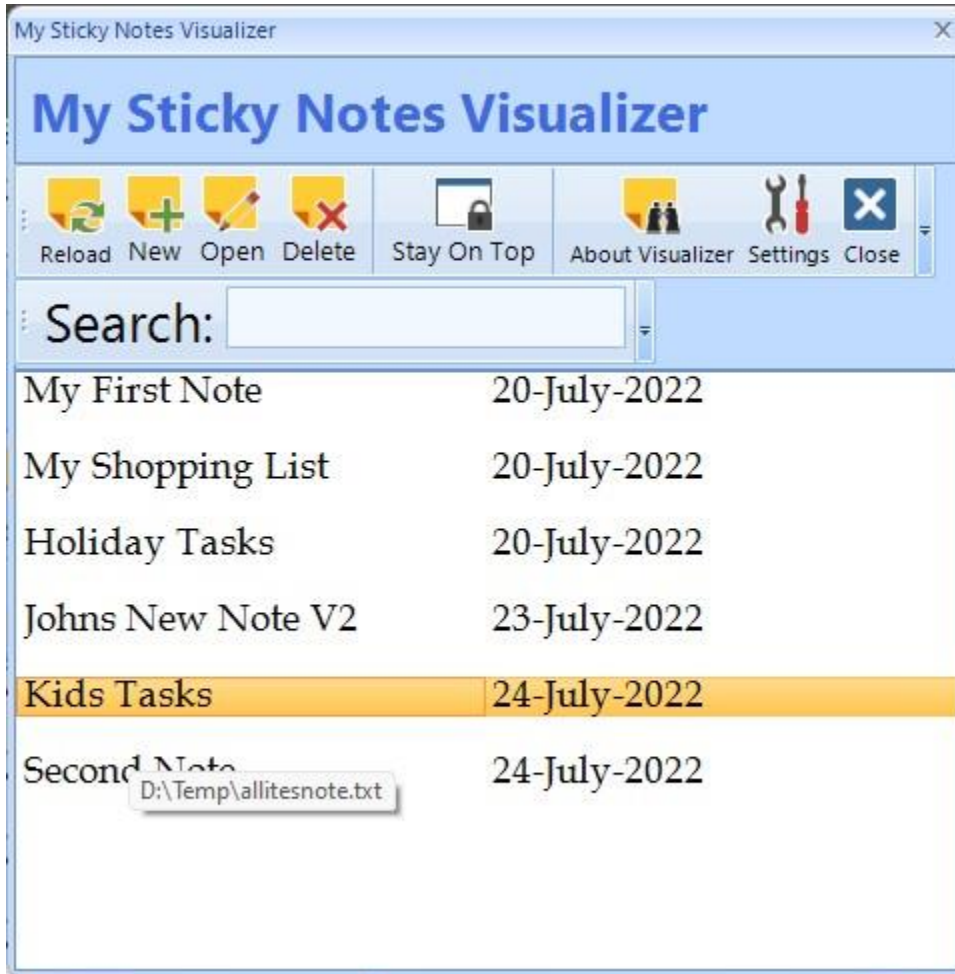 My Sticky Notes Visualizer
My Sticky Notes Visualizer
Reload New Open Delete Stay On Top About Visualizer Settings Close
Search:
My First Note 20-July-2022
My Shopping List 20-July-2022
Holiday Tasks 20-July-2022
Johns New Note V2 23-July-2022
Kids Tasks 24-July-2022
Second Note 24-July-2022
D:\Temp\allitesnote.txt